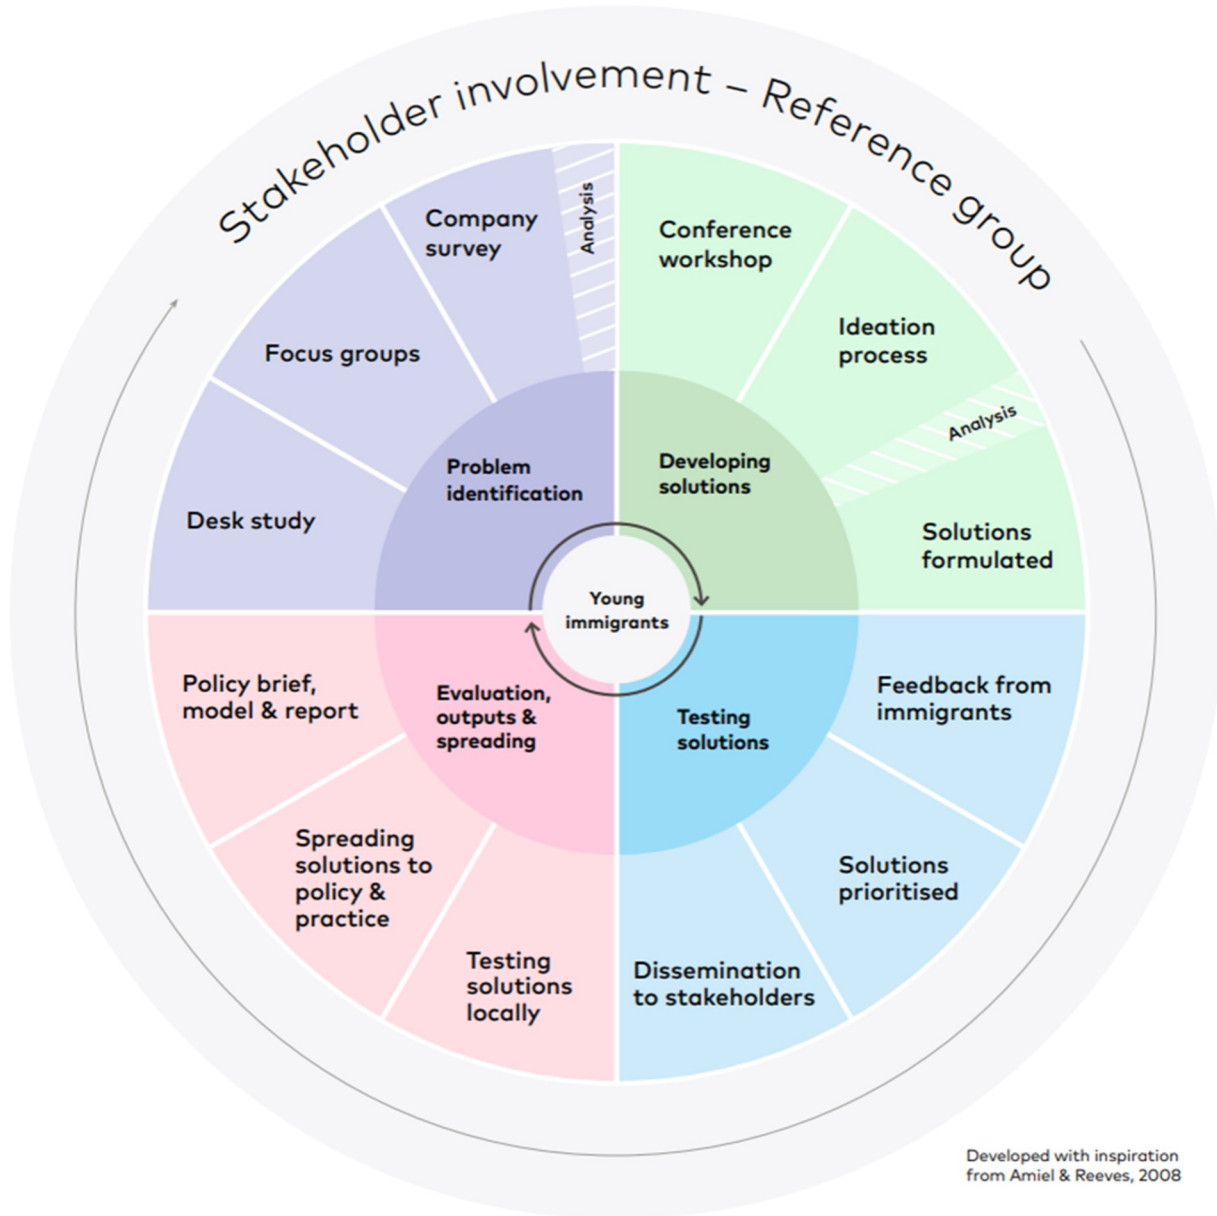 Stakeholder involvement – Reference group
Company
survey
Analysis
Conference
workshop
Ideation
process
Focus groups
Analysis
Problem
identification
Developing
solutions
Desk study
Solutions
formulated
Young
immigrants
Policy brief,
model & report
Evaluation,
outputs &
spreading
Testing
solutions
Feedback from
immigrants
Spreading
solutions to
policy &
practice
Solutions
prioritised
Testing
solutions
locally
Dissemination
to stakeholders
Developed with inspiration
from Amiel & Reeves, 2008